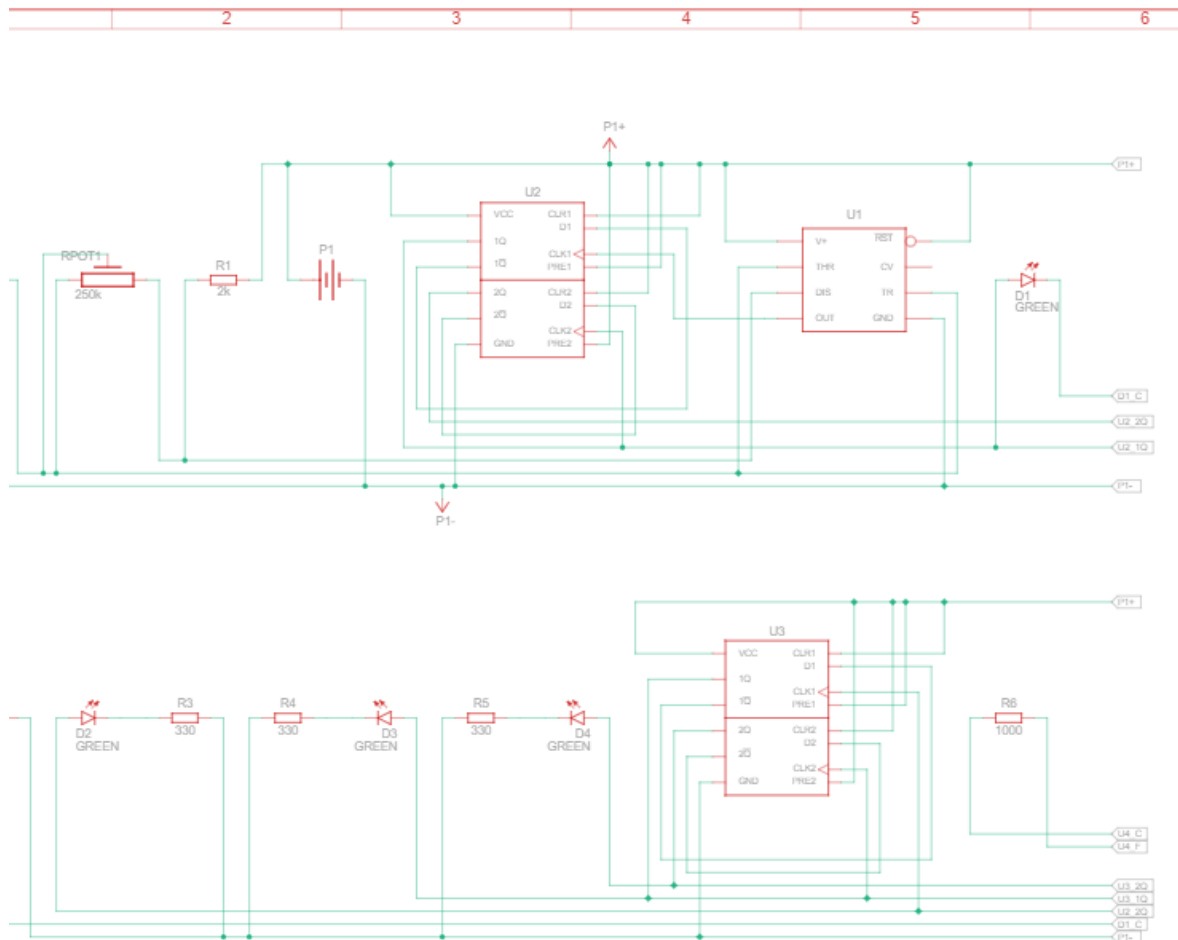 2 3 4 5 6
P1+
P1+
U2
VCC CLR1
D1
1Q
CLK1
1Q
PRE1
2Q CLR2
D2
2Q
CLK2
GND PRE2
U1
V+ RST
THR CV
DIS TR
OUT GND
RPOT1
250k
R1
2k
P1
D1
GREEN
D1_C
U2_2Q
U2_1Q
P1-
P1-
P1+
U3
VCC CLR1
D1
1Q
CLK1
1Q
PRE1
2Q CLR2
D2
2Q
CLK2
GND PRE2
D2
GREEN
R3
330
R4
330
D3
GREEN
R5
330
D4
GREEN
R6
1000
U4_C
U4_F
U3_2Q
U3_1Q
U2_2Q
D1_C
P1-